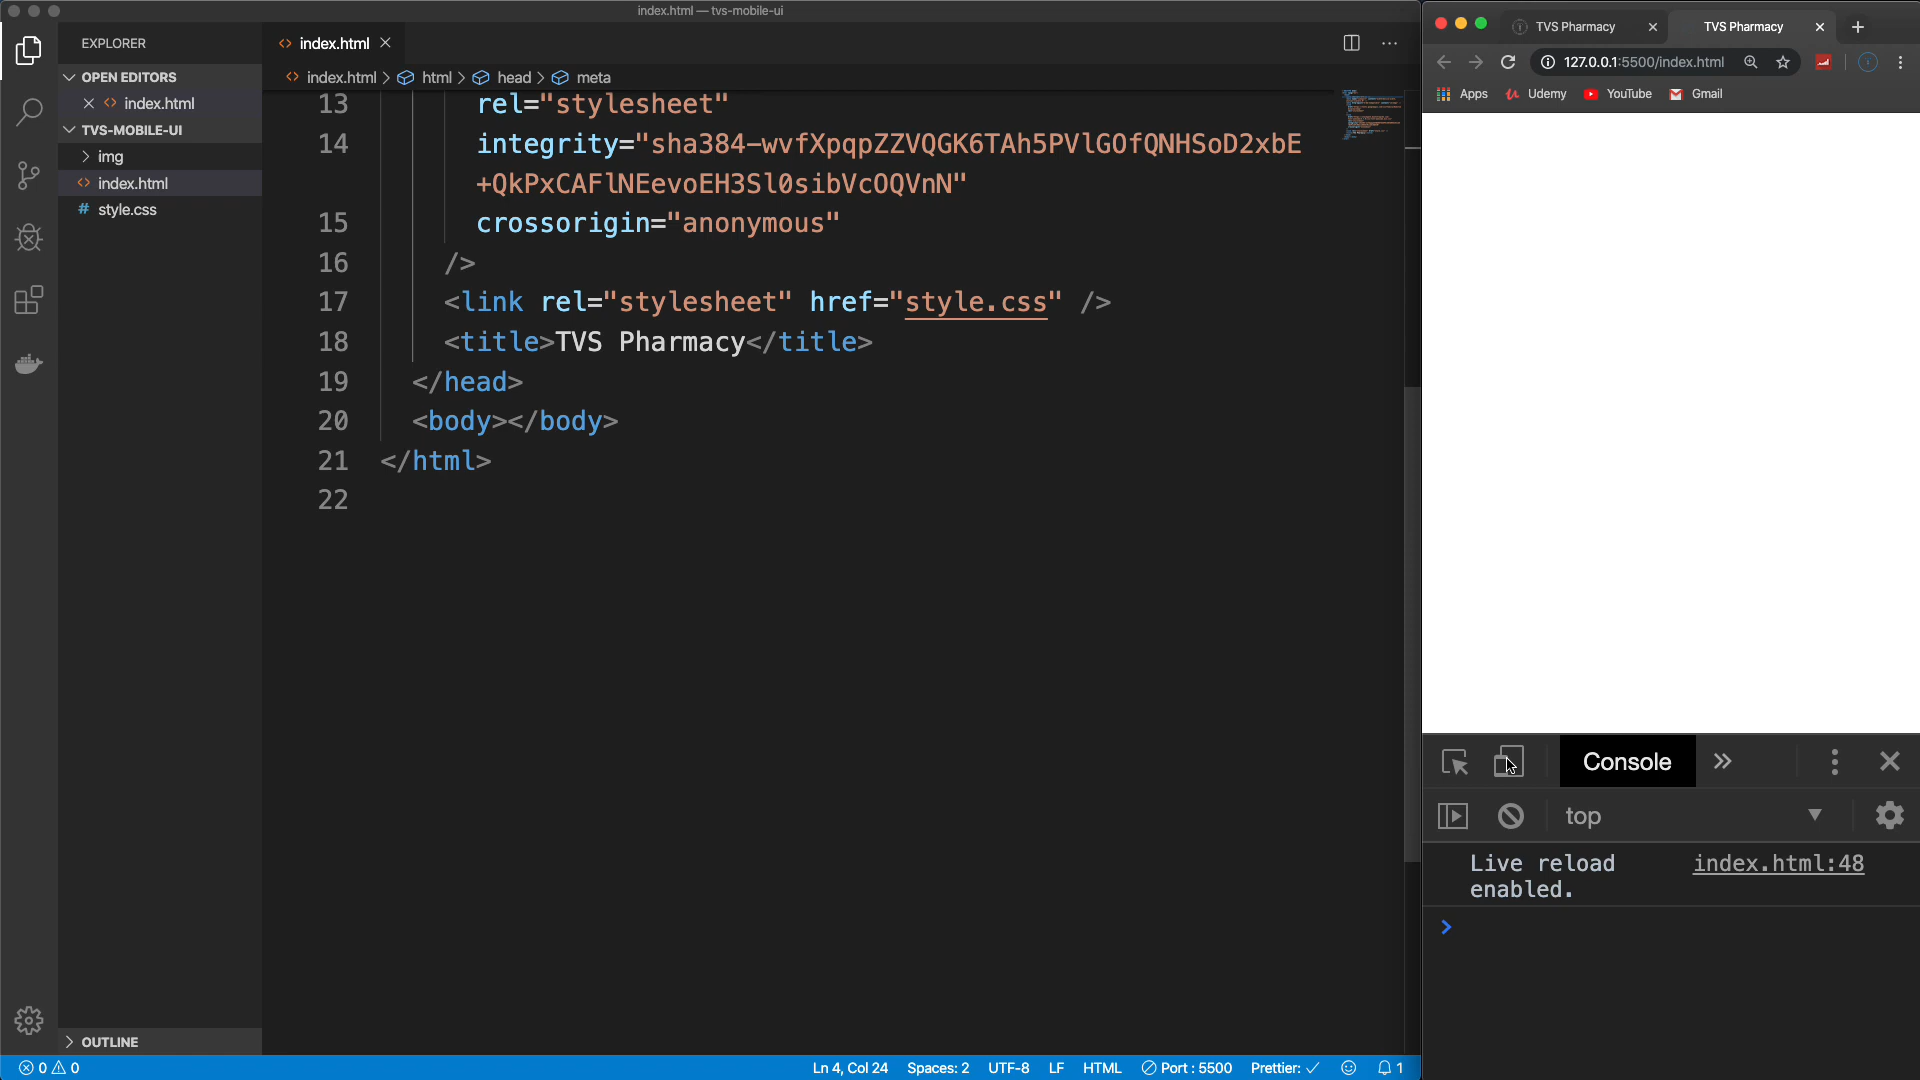 index.html — tvs-mobile-ui
EXPLORER
OPEN EDITORS
index.html
TVS-MOBILE-UI
img
index.html
style.css
OUTLINE
index.html
index.html > html > head > meta
13 rel="stylesheet"
14 integrity="sha384-wvfXpqpZZVQGK6TAh5PVlGOfQNHSoD2xbE
+QkPxCAFlNEevoEH3Sl0sibVcOQVnN"
15 crossorigin="anonymous"
16 />
17 <link rel="stylesheet" href="style.css" />
18 <title>TVS Pharmacy</title>
19 </head>
20 <body></body>
21 </html>
22
0 0
Ln 4, Col 24 Spaces: 2 UTF-8 LF HTML Port : 5500 Prettier: ✓ 1
TVS Pharmacy
TVS Pharmacy
127.0.0.1:5500/index.html
Apps Udemy YouTube Gmail
Console
top
Live reload index.html:48
enabled.